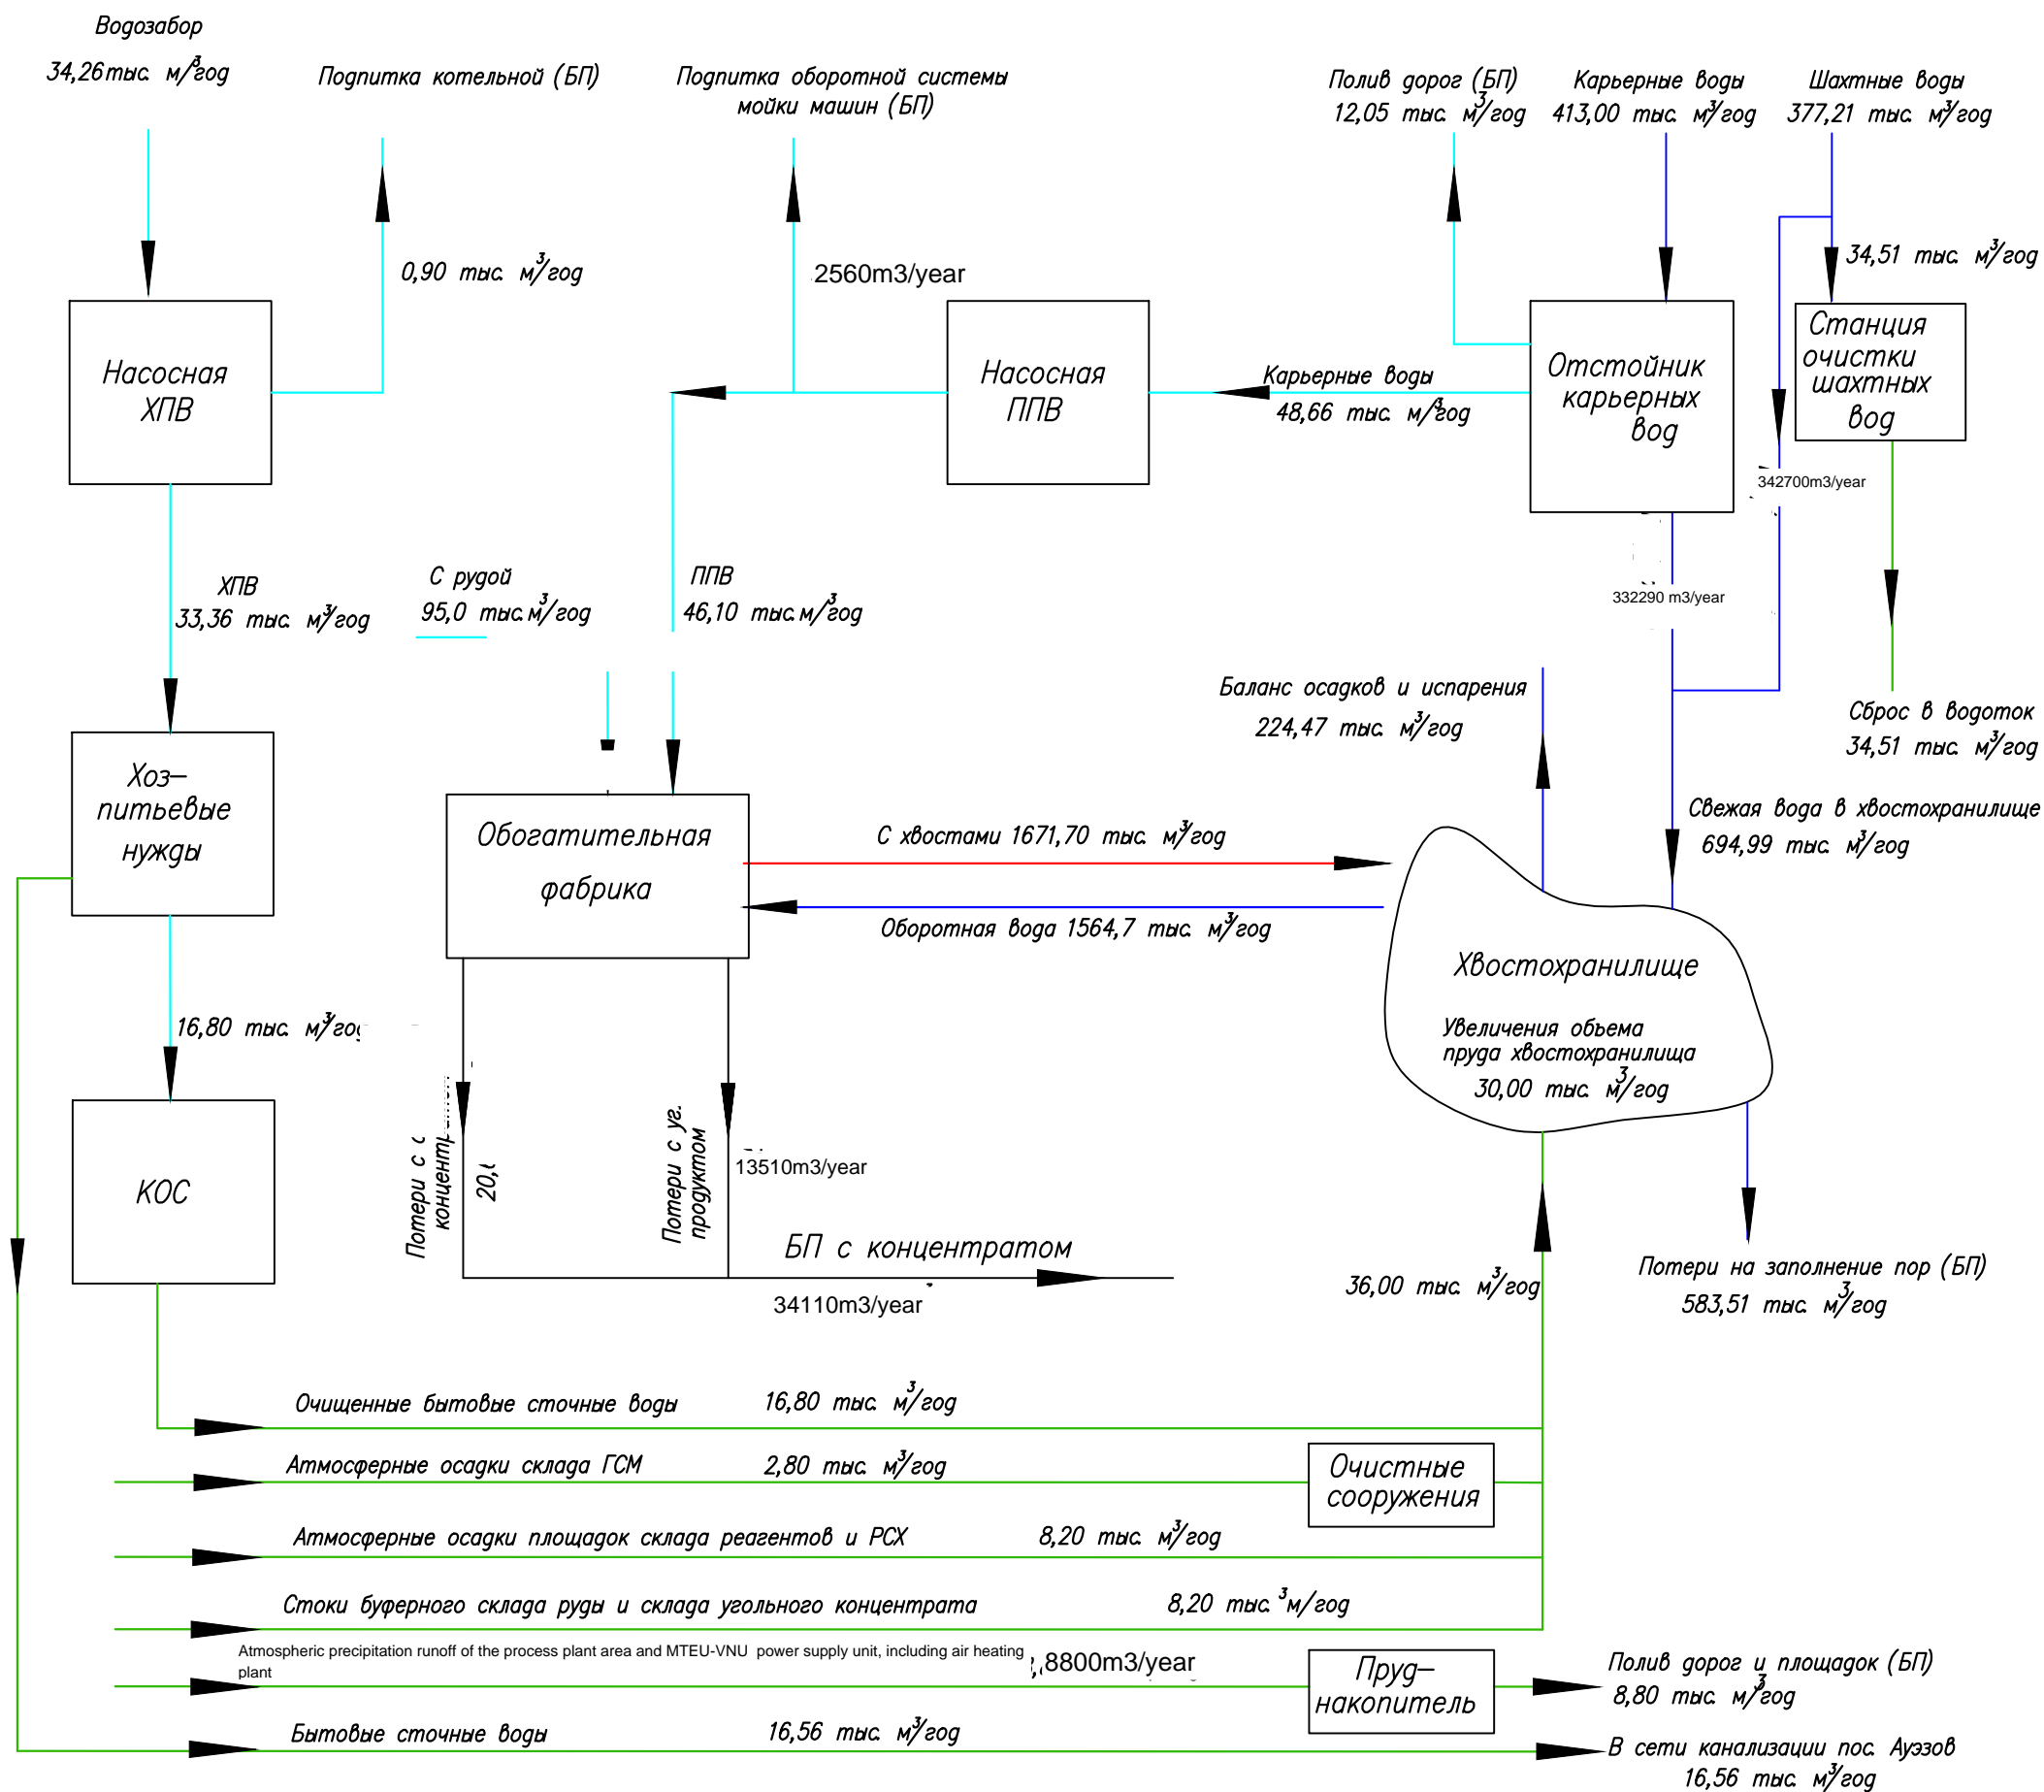 Водозабор
34,26 тыс. м³/год
Подпитка котельной (БП)
Подпитка оборотной системы
мойки машин (БП)
Полив дорог (БП)
12,05 тыс. м³/год
Карьерные воды
413,00 тыс. м³/год
Шахтные воды
377,21 тыс. м³/год
0,90 тыс. м³/год
2560m3/year
34,51 тыс. м³/год
Насосная
ХПВ
Насосная
ППВ
Карьерные воды
48,66 тыс. м³/год
Отстойник
карьерных
вод
Станция
очистки
шахтных
вод
342700m3/year
ХПВ
33,36 тыс. м³/год
С рудой
95,0 тыс. м³/год
ППВ
46,10 тыс. м³/год
332290 m3/year
Баланс осадков и испарения
224,47 тыс. м³/год
Сброс в водоток
34,51 тыс. м³/год
Хоз–
питьевые
нужды
Обогатительная
фабрика
С хвостами 1671,70 тыс. м³/год
Оборотная вода 1564,7 тыс. м³/год
Свежая вода в хвостохранилище
694,99 тыс. м³/год
Хвостохранилище
Увеличения объема
пруда хвостохранилища
30,00 тыс. м³/год
16,80 тыс. м³/год
КОС
Потери с
20,
Потери с уг.
продуктом
13510m3/year
БП с концентратом
34110m3/year
36,00 тыс. м³/год
Потери на заполнение пор (БП)
583,51 тыс. м³/год
Очищенные бытовые сточные воды 16,80 тыс. м³/год
Атмосферные осадки склада ГСМ 2,80 тыс. м³/год
Очистные
сооружения
Атмосферные осадки площадок склада реагентов и РСХ 8,20 тыс. м³/год
Стоки буферного склада руды и склада угольного концентрата 8,20 тыс. ³м/год
Atmospheric precipitation runoff of the process plant area and MTEU-VNU power supply unit, including air heating
plant
8800m3/year
Пруд–
накопитель
Полив дорог и площадок (БП)
8,80 тыс. м³/год
Бытовые сточные воды 16,56 тыс. м³/год
В сети канализации пос. Ауэзов
16,56 тыс. м³/год